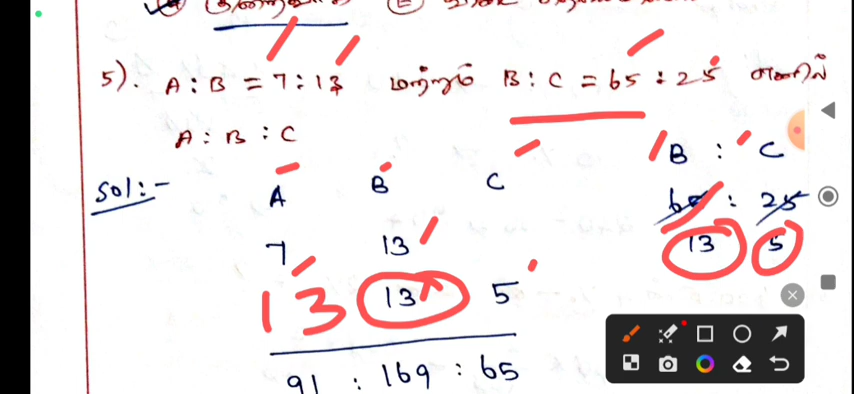 5). A : B = 7 : 13 மற்றும் B : C = 65 : 25 எனில்
A : B : C
Sol:-
A B C
7 13
13 13 5
91 : 169 : 65
B : C
65 : 25
13 5